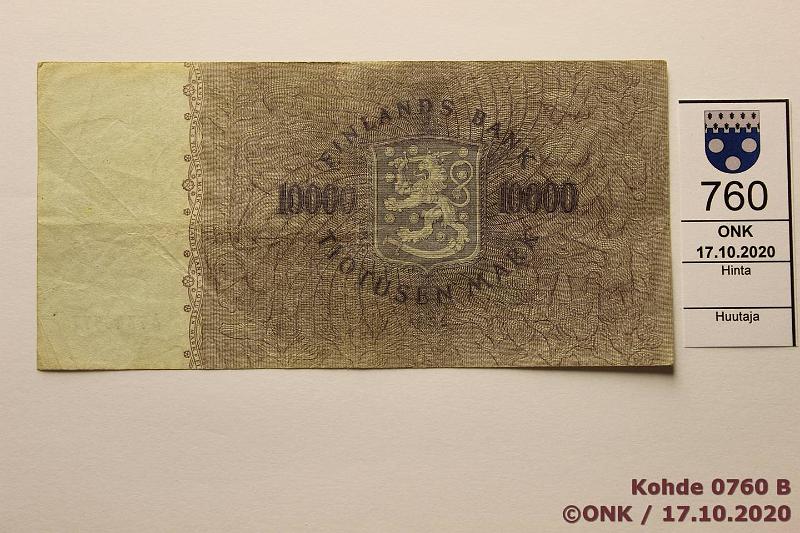 FINLANDS BANK
10000 10000
TIOTUSEN MARK
760
ONK
17.10.2020
Hinta
Huutaja
Kohde 0760 B
©ONK / 17.10.2020